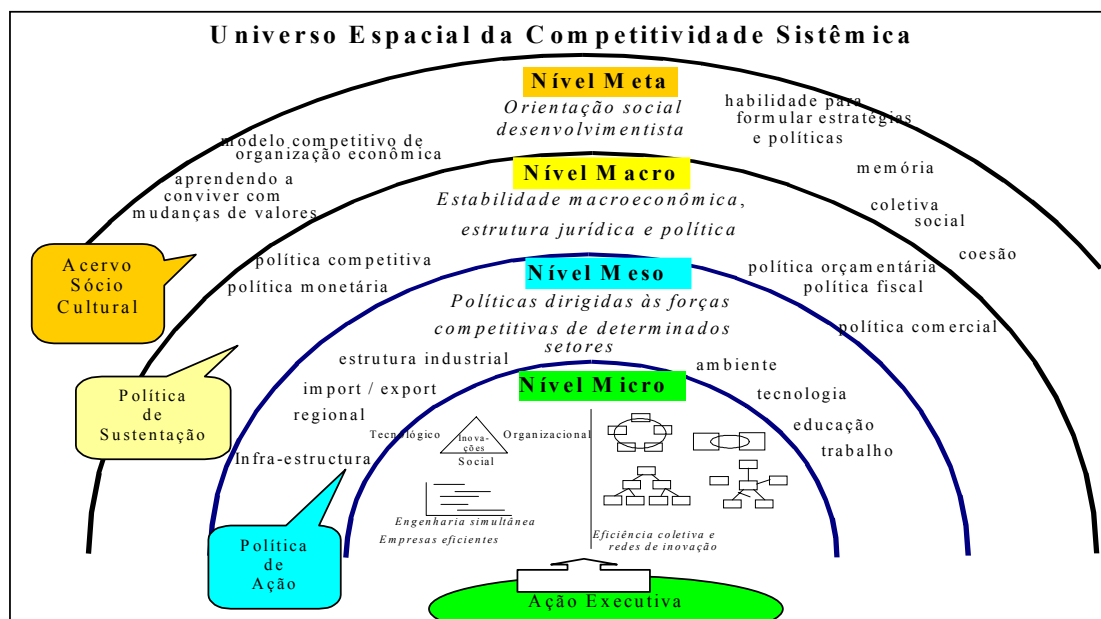 Universo Espacial da Competitividade Sistêmica
Nível Meta
Orientação social
desenvolvimentista
habilidade para
formular estratégias
e políticas
modelo competitivo de
organização econômica
memória
aprendendo a
conviver com
mudanças de valores
coletiva
social
coesão
Nível Macro
Estabilidade macroeconômica,
estrutura jurídica e política
Acervo
Sócio
Cultural
política competitiva
política monetária
política orçamentária
política fiscal
política comercial
Nível Meso
Políticas dirigidas às forças
competitivas de determinados
setores
Política
de
Sustentação
estrutura industrial
import / export
regional
Infra-estructura
ambiente
tecnologia
educação
trabalho
Nível Micro
Tecnológico
Inova-
ções
Organizacional
Social
Engenharia simultânea
Empresas eficientes
Eficiência coletiva e
redes de inovação
Política
de
Ação
Ação Executiva